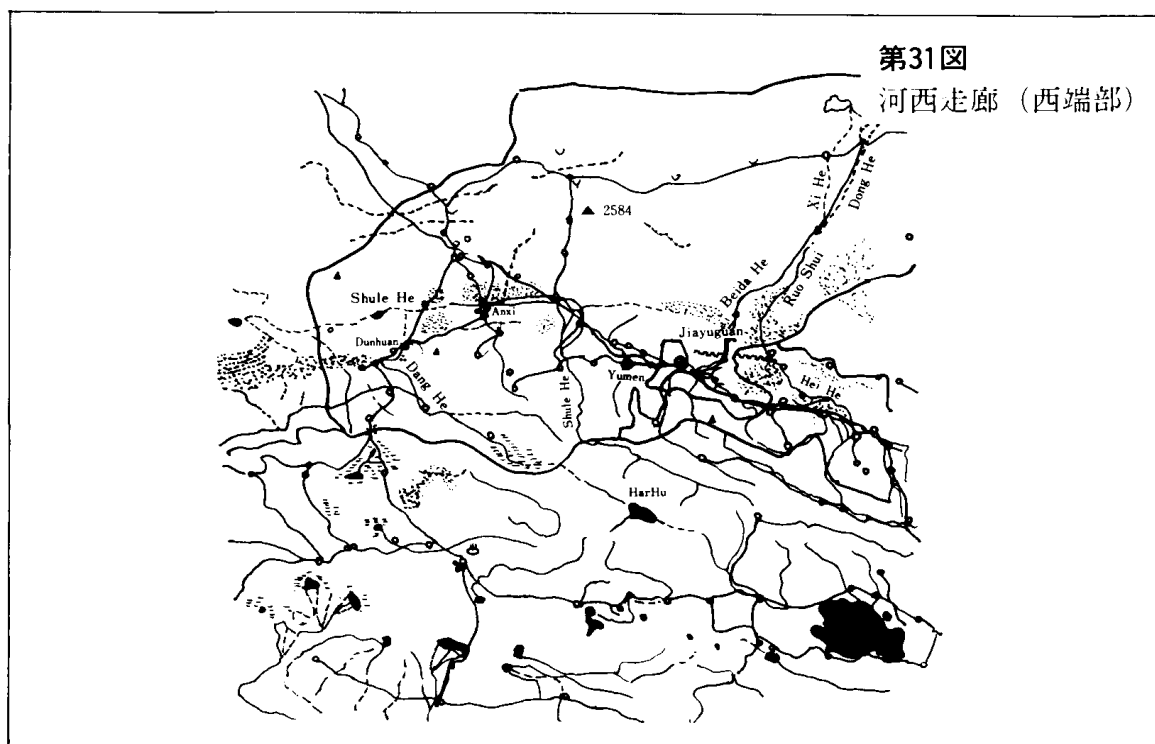 第31図
河西走廊（西端部）
Xi He
Dong He
2584
Beida He
Ruo Shui
Shule He
Anxi
Dunhuan
Jiayuguan
Yumen
Dang He
Shule He
Hei He
HarHu